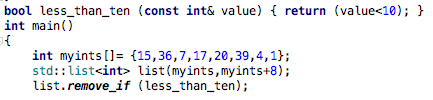 bool less_than_ten (const int& value) { return (value<10); }
int main()
{
    int myints[]= {15,36,7,17,20,39,4,1};
    std::list<int> list(myints,myints+8);
    list.remove_if (less_than_ten);